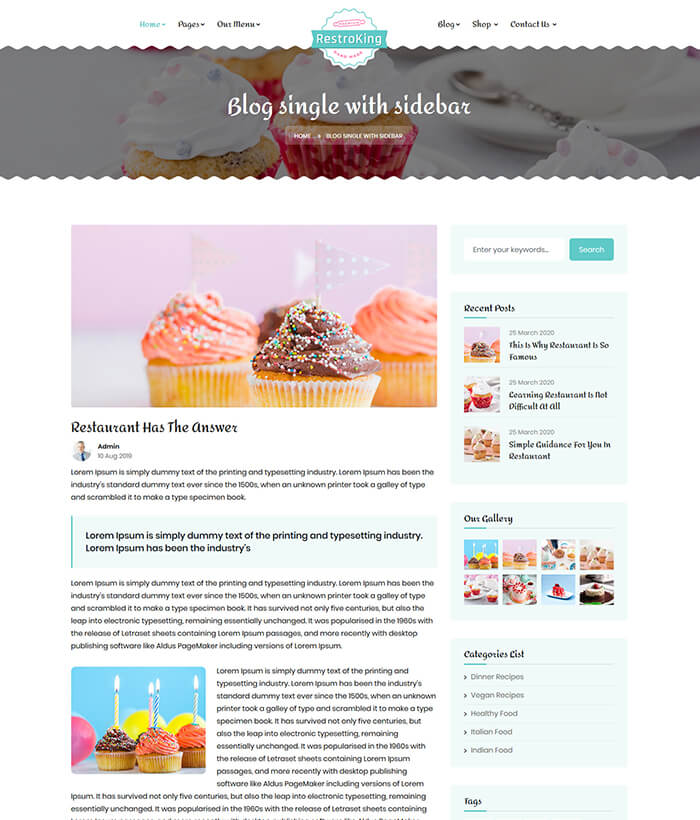 Home
Pages
Our Menu
PREMIUM
RestroKing
HAND MADE
Blog
Shop
Contact Us
Blog single with sidebar
HOME
BLOG SINGLE WITH SIDEBAR
Enter your keywords...
Search
Restaurant Has The Answer
Admin
10 Aug 2019
Lorem Ipsum is simply dummy text of the printing and typesetting industry. Lorem Ipsum has been the
industry's standard dummy text ever since the 1500s, when an unknown printer took a galley of type
and scrambled it to make a type specimen book.
Lorem Ipsum is simply dummy text of the printing and typesetting industry.
Lorem Ipsum has been the industry's
Lorem Ipsum is simply dummy text of the printing and typesetting industry. Lorem Ipsum has been the
industry's standard dummy text ever since the 1500s, when an unknown printer took a galley of type
and scrambled it to make a type specimen book. It has survived not only five centuries, but also the
leap into electronic typesetting, remaining essentially unchanged. It was popularised in the 1960s with
the release of Letraset sheets containing Lorem Ipsum passages, and more recently with desktop
publishing software like Aldus PageMaker including versions of Lorem Ipsum.
Lorem Ipsum is simply dummy text of the printing and
typesetting industry. Lorem Ipsum has been the industry's
standard dummy text ever since the 1500s, when an unknown
printer took a galley of type and scrambled it to make a type
specimen book. It has survived not only five centuries, but
also the leap into electronic typesetting, remaining
essentially unchanged. It was popularised in the 1960s with
the release of Letraset sheets containing Lorem Ipsum
passages, and more recently with desktop publishing
software like Aldus PageMaker including versions of Lorem
Ipsum. It has survived not only five centuries, but also the leap into electronic typesetting, remaining
essentially unchanged. It was popularised in the 1960s with the release of Letraset sheets containing
Recent Posts
25 March 2020
This Is Why Restaurant Is So
Famous
25 March 2020
Learning Restaurant Is Not
Difficult At All
25 March 2020
Simple Guidance For You In
Restaurant
Our Gallery
Categories List
Dinner Recipes
Vegan Recipes
Healthy Food
Italian Food
Indian Food
Tags